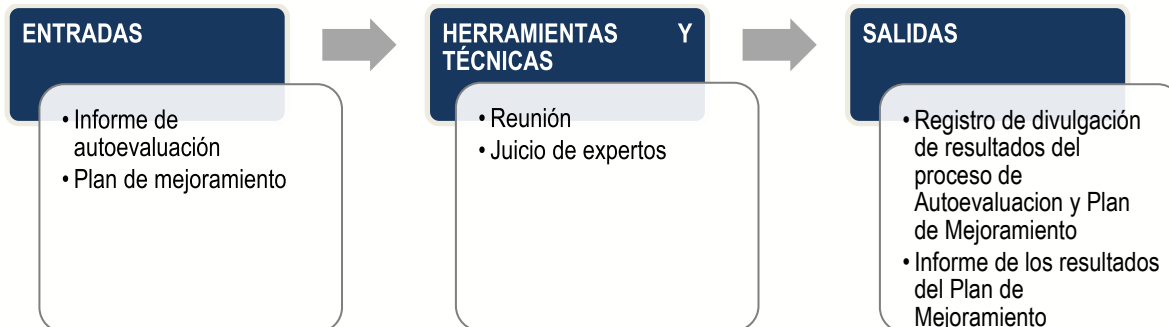 ENTRADAS
• Informe de
autoevaluación
• Plan de mejoramiento
HERRAMIENTAS Y
TÉCNICAS
• Reunión
• Juicio de expertos
SALIDAS
• Registro de divulgación
de resultados del
proceso de
Autoevaluacion y Plan
de Mejoramiento
• Informe de los resultados
del Plan de
Mejoramiento